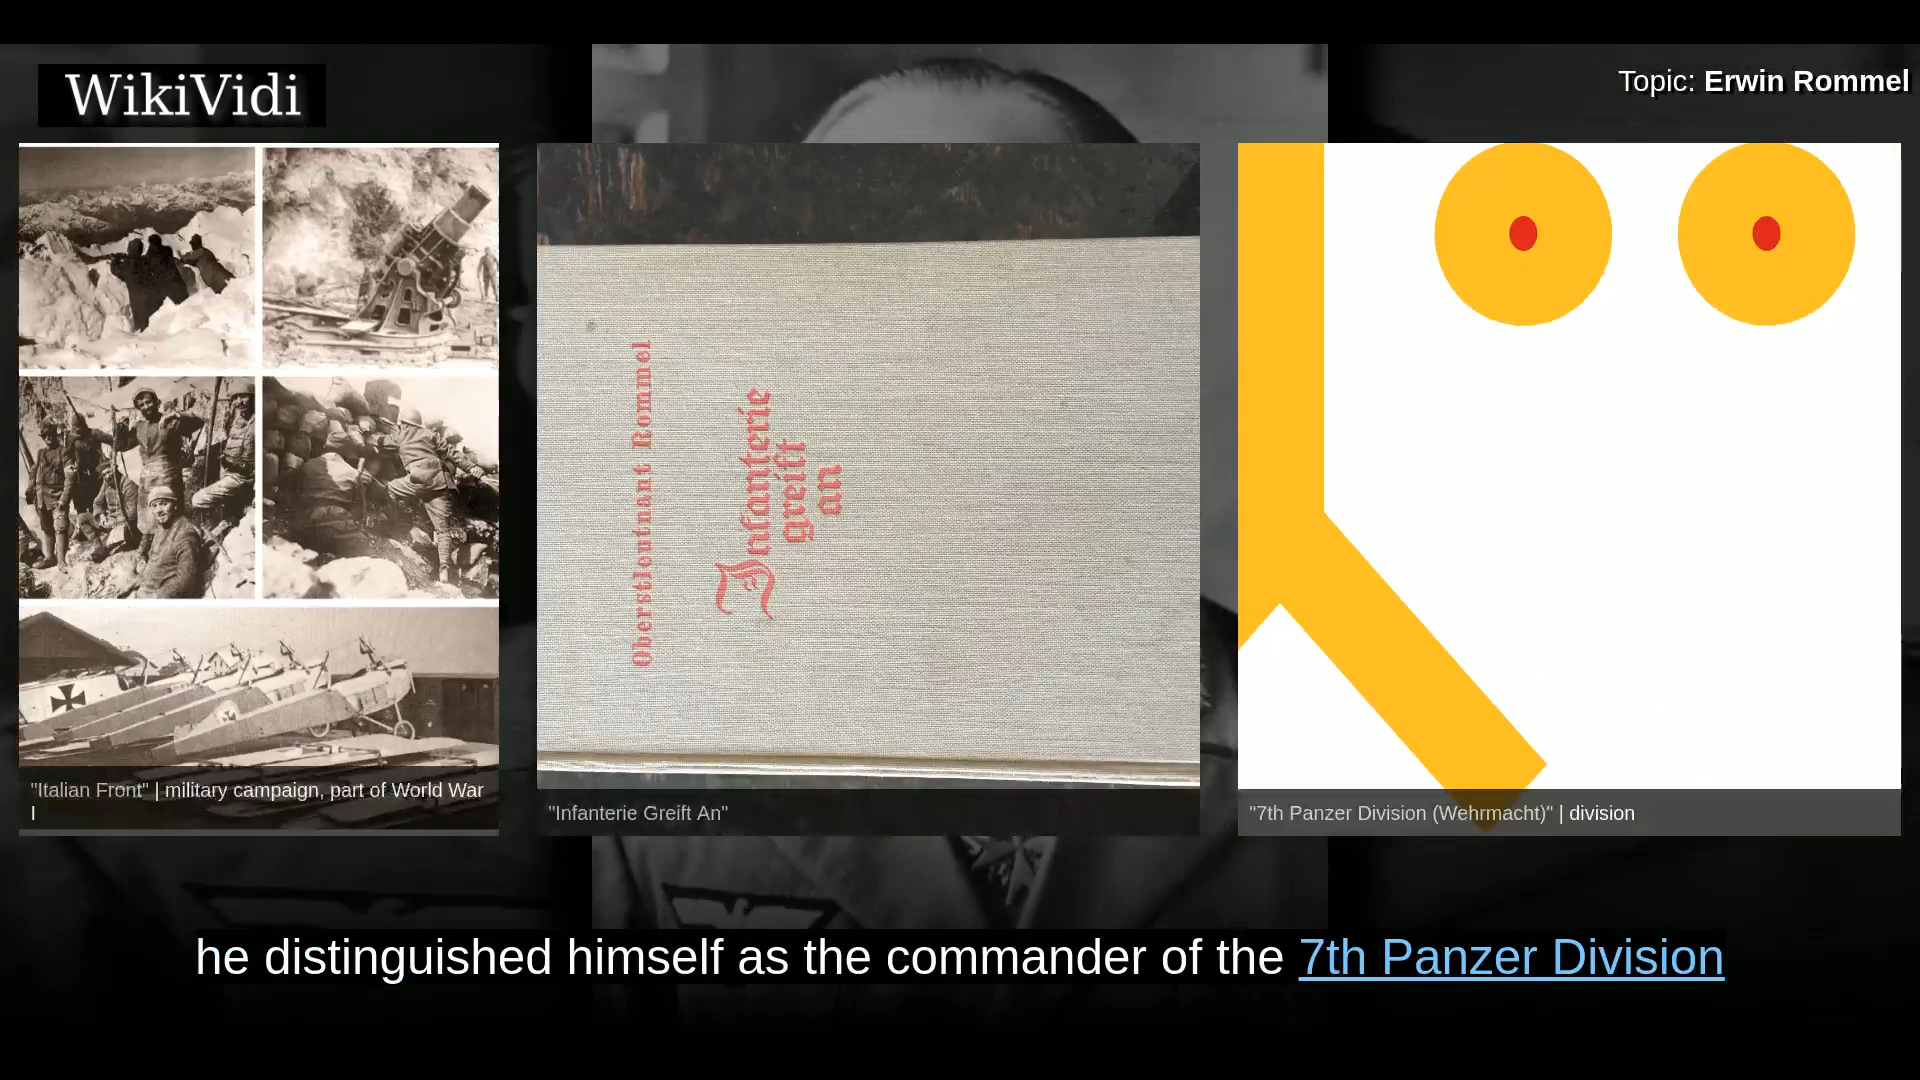 WikiVidi
Topic: Erwin Rommel
Oberstleutnant Rommel
Infanterie
greift
an
"Italian Front" | military campaign, part of World War
I
"Infanterie Greift An"
"7th Panzer Division (Wehrmacht)" | division
he distinguished himself as the commander of the 7th Panzer Division